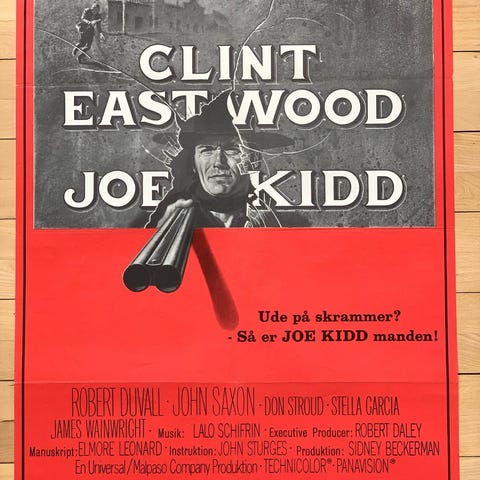 CLINT
EASTWOOD
JOE KIDD
Ude på skrammer?
- Så er JOE KIDD manden!
ROBERT DUVALL · JOHN SAXON · DON STROUD · STELLA GARCIA
JAMES WAINWRIGHT · Musik: LALO SCHIFRIN · Executive Producer: ROBERT DALEY
Manuskript: ELMORE LEONARD · Instruktion: JOHN STURGES · Produktion: SIDNEY BECKERMAN
En Universal/Malpaso Company Produktion · TECHNICOLOR® · PANAVISION®